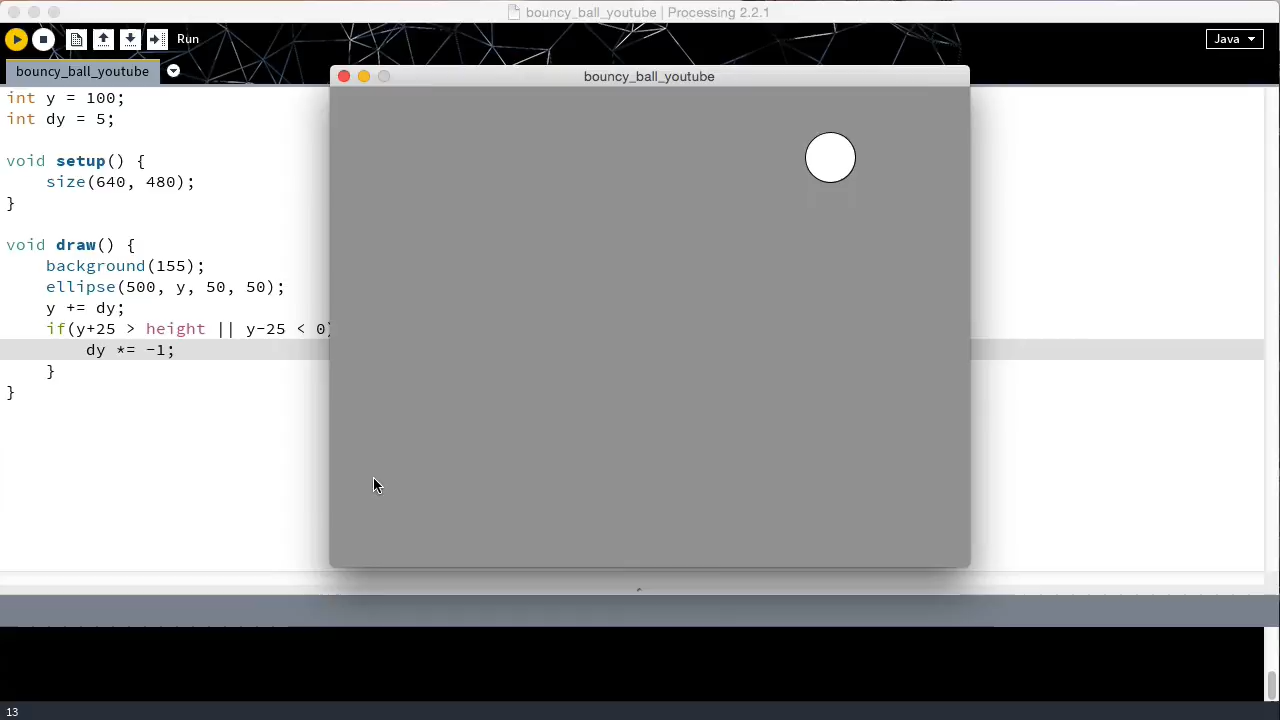 bouncy_ball_youtube | Processing 2.2.1
Run
Java
bouncy_ball_youtube
bouncy_ball_youtube
int y = 100;
int dy = 5;
void setup() {
size(640, 480);
}
void draw() {
background(155);
ellipse(500, y, 50, 50);
y += dy;
if(y+25 > height || y-25 < 0)
dy *= -1;
}
}
13